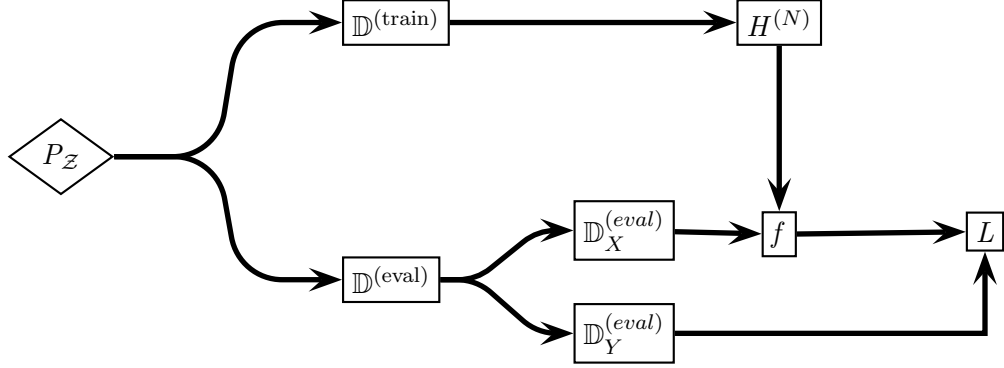 𝔻^(train)
H^(N)
P_𝒵
𝔻_X^(eval)
f
L
𝔻^(eval)
𝔻_Y^(eval)